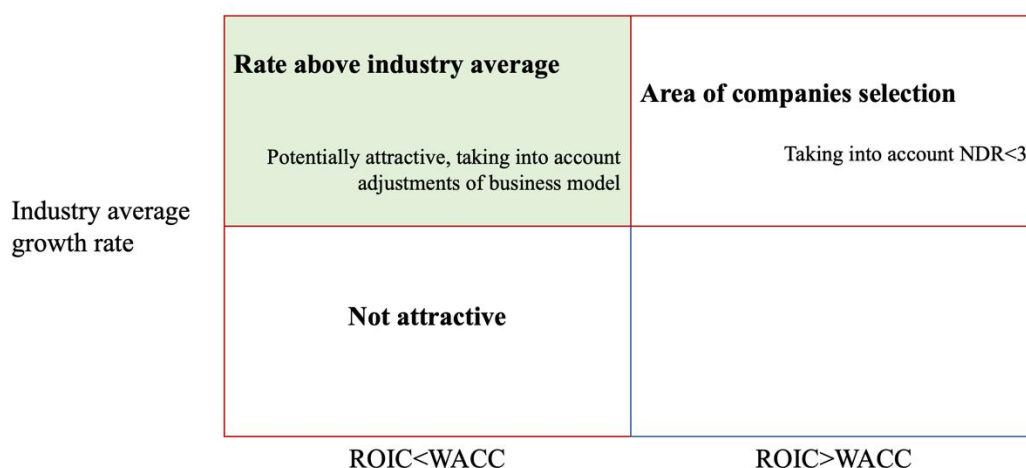 Rate above industry average
Area of companies selection
Potentially attractive, taking into account
adjustments of business model
Taking into account NDR<3
Industry average
growth rate
Not attractive
ROIC<WACC
ROIC>WACC